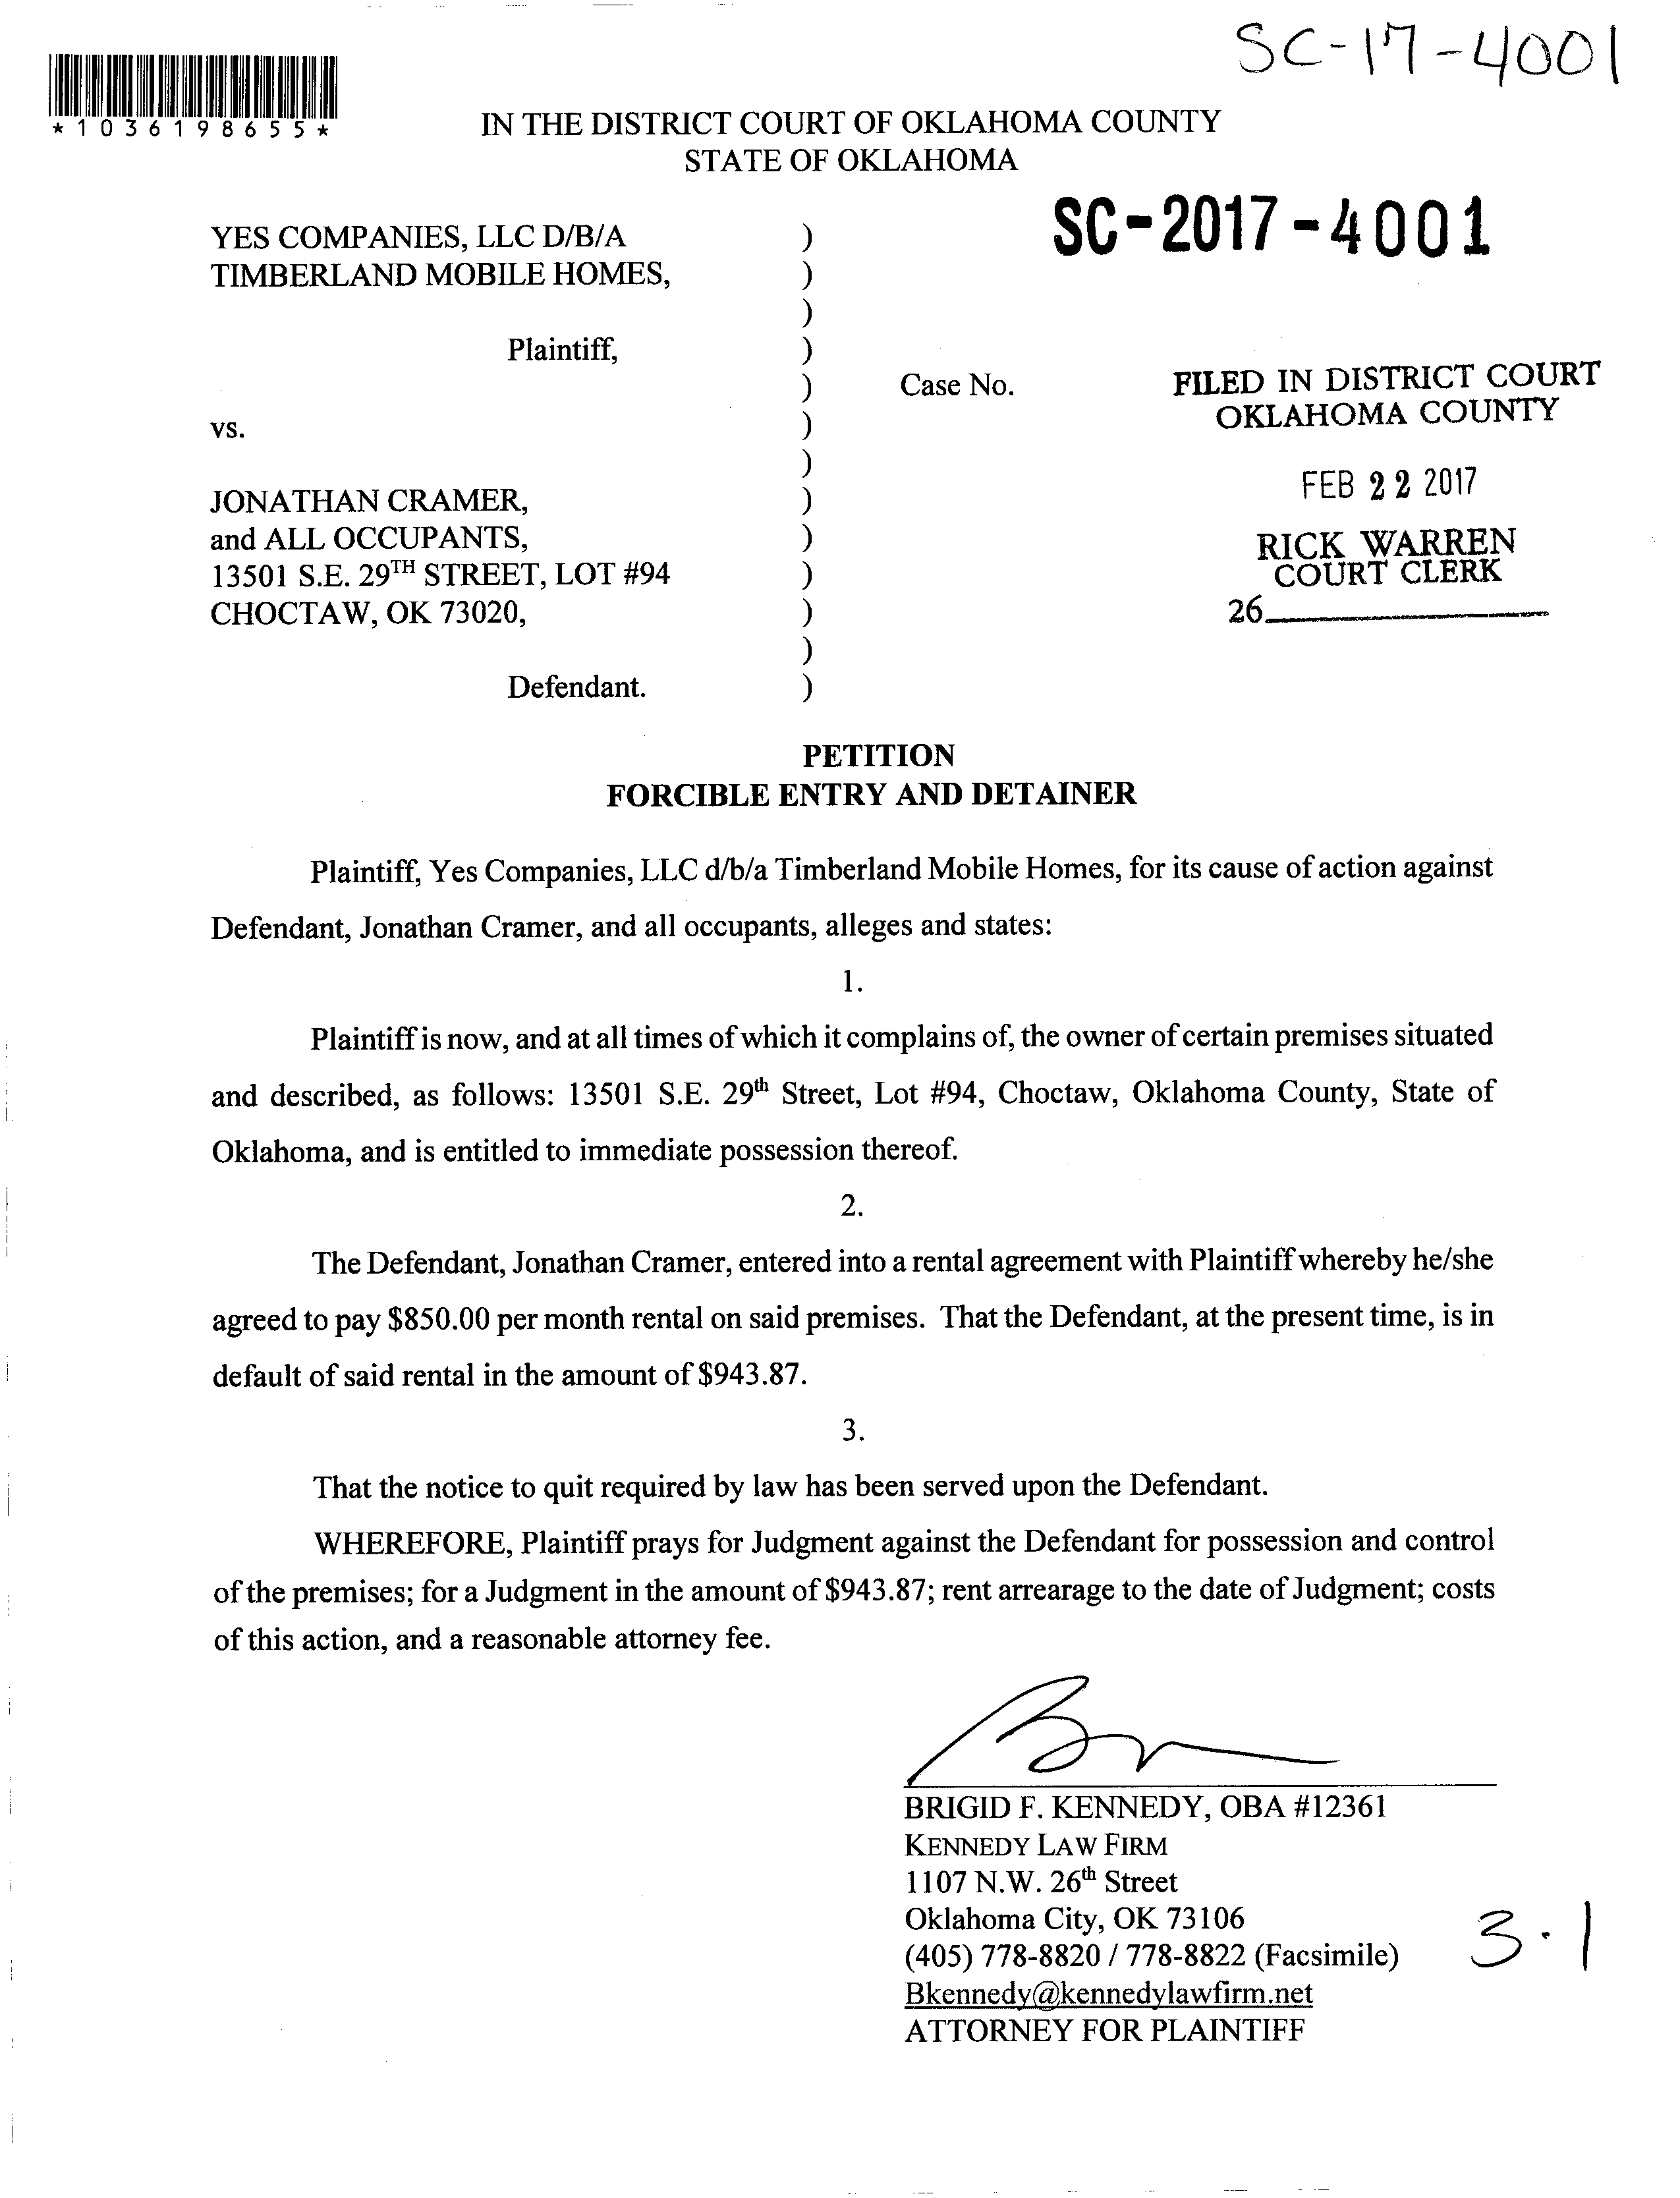 SC-17-4001
*1036198655*
IN THE DISTRICT COURT OF OKLAHOMA COUNTY
STATE OF OKLAHOMA
SC-2017-4001
YES COMPANIES, LLC D/B/A )
TIMBERLAND MOBILE HOMES, )
)
Plaintiff, )
) Case No.
FILED IN DISTRICT COURT
OKLAHOMA COUNTY
vs. )
)
FEB 22 2017
JONATHAN CRAMER, )
and ALL OCCUPANTS, )
RICK WARREN
COURT CLERK
13501 S.E. 29TH STREET, LOT #94 )
CHOCTAW, OK 73020, )
26
)
Defendant. )
PETITION
FORCIBLE ENTRY AND DETAINER
Plaintiff, Yes Companies, LLC d/b/a Timberland Mobile Homes, for its cause of action against
Defendant, Jonathan Cramer, and all occupants, alleges and states:
1.
Plaintiff is now, and at all times of which it complains of, the owner of certain premises situated
and described, as follows: 13501 S.E. 29th Street, Lot #94, Choctaw, Oklahoma County, State of
Oklahoma, and is entitled to immediate possession thereof.
2.
The Defendant, Jonathan Cramer, entered into a rental agreement with Plaintiff whereby he/she
agreed to pay $850.00 per month rental on said premises. That the Defendant, at the present time, is in
default of said rental in the amount of $943.87.
3.
That the notice to quit required by law has been served upon the Defendant.
WHEREFORE, Plaintiff prays for Judgment against the Defendant for possession and control
of the premises; for a Judgment in the amount of $943.87; rent arrearage to the date of Judgment; costs
of this action, and a reasonable attorney fee.
BRIGID F. KENNEDY, OBA #12361
KENNEDY LAW FIRM
1107 N.W. 26th Street
Oklahoma City, OK 73106
(405) 778-8820 / 778-8822 (Facsimile)
Bkennedy@kennedylawfirm.net
ATTORNEY FOR PLAINTIFF
3.1